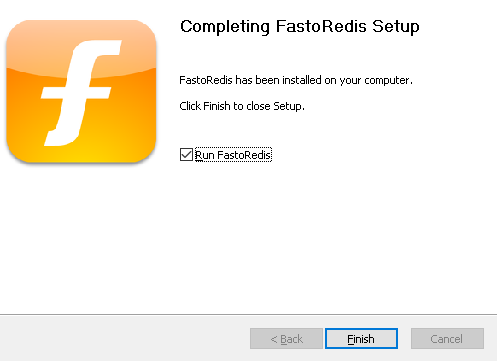 Completing FastoRedis Setup
FastoRedis has been installed on your computer.
Click Finish to close Setup.
Run FastoRedis
< Back
Finish
Cancel